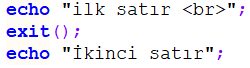 echo "ilk satır <br>";
exit();
echo "İkinci satır";